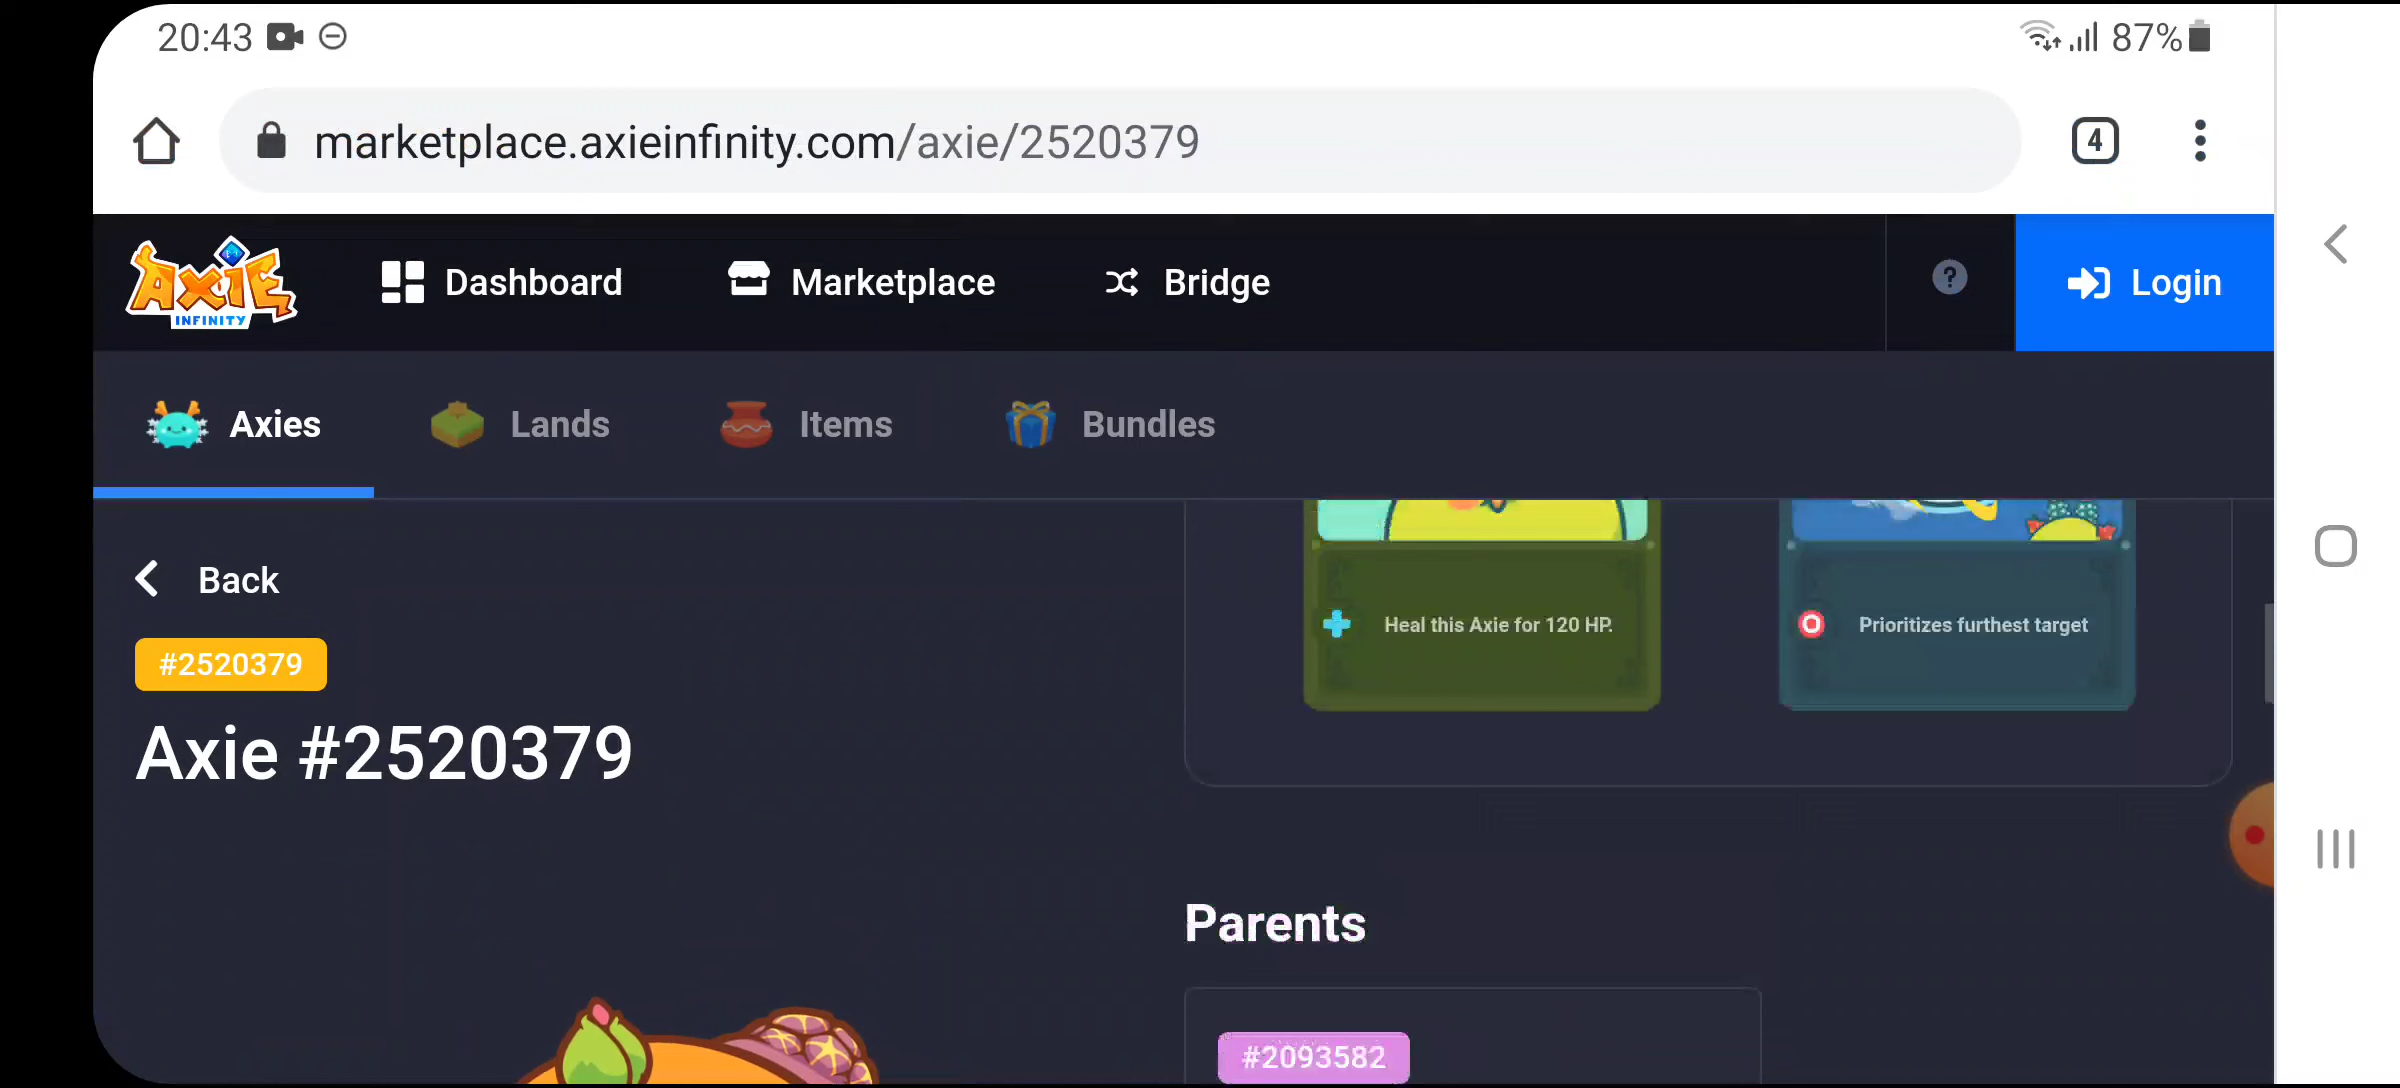 20:43
87%
marketplace.axieinfinity.com/axie/2520379
4
AXIE
INFINITY
Dashboard
Marketplace
Bridge
?
Login
Axies
Lands
Items
Bundles
Back
#2520379
Axie #2520379
Heal this Axie for 120 HP.
Prioritizes furthest target
Parents
#2093582